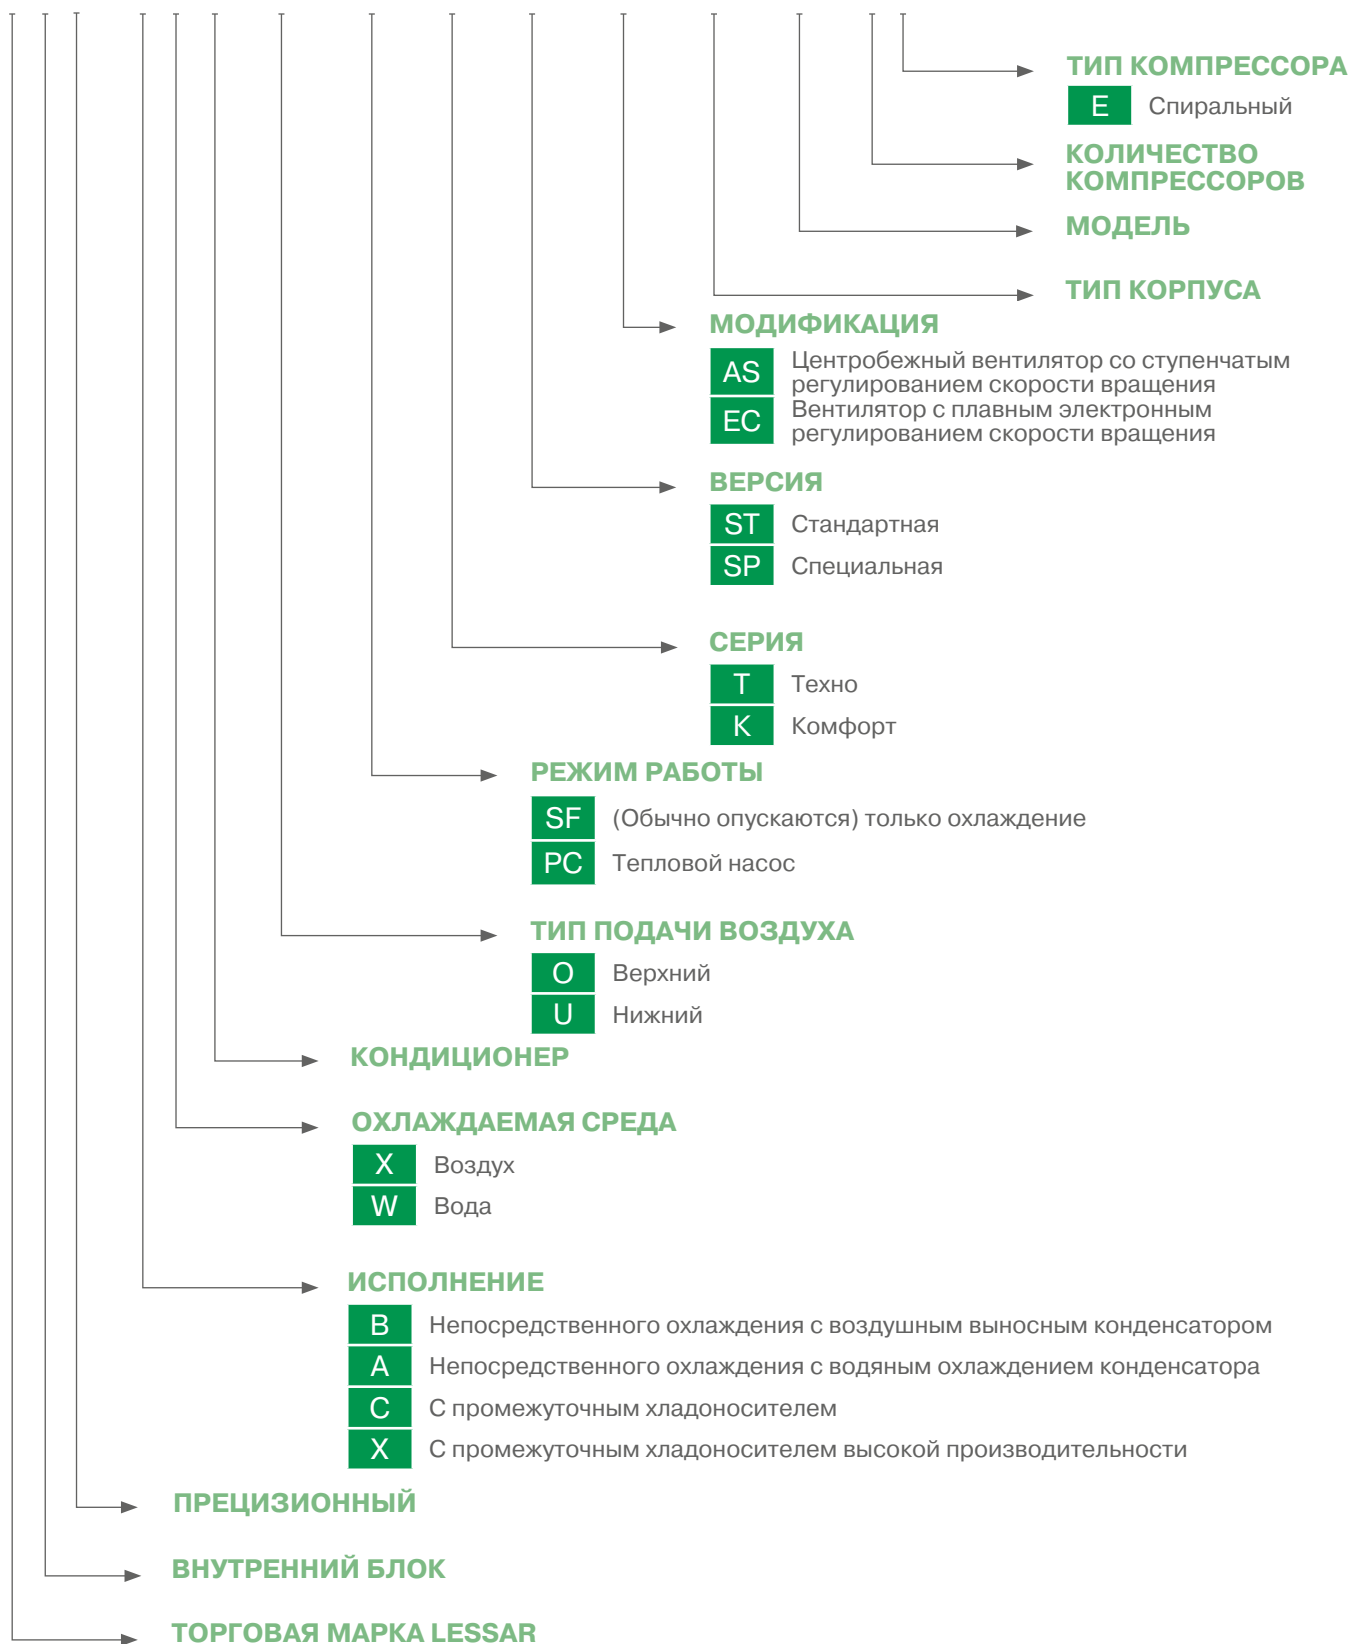 ТИП КОМПРЕССОРА
E Спиральный
КОЛИЧЕСТВО
КОМПРЕССОРОВ
МОДЕЛЬ
ТИП КОРПУСА
МОДИФИКАЦИЯ
AS Центробежный вентилятор со ступенчатым
регулированием скорости вращения
EC Вентилятор с плавным электронным
регулированием скорости вращения
ВЕРСИЯ
ST Стандартная
SP Специальная
СЕРИЯ
T Техно
K Комфорт
РЕЖИМ РАБОТЫ
SF (Обычно опускаются) только охлаждение
PC Тепловой насос
ТИП ПОДАЧИ ВОЗДУХА
O Верхний
U Нижний
КОНДИЦИОНЕР
ОХЛАЖДАЕМАЯ СРЕДА
X Воздух
W Вода
ИСПОЛНЕНИЕ
B Непосредственного охлаждения с воздушным выносным конденсатором
A Непосредственного охлаждения с водяным охлаждением конденсатора
C С промежуточным хладоносителем
X С промежуточным хладоносителем высокой производительности
ПРЕЦИЗИОННЫЙ
ВНУТРЕННИЙ БЛОК
ТОРГОВАЯ МАРКА LESSAR